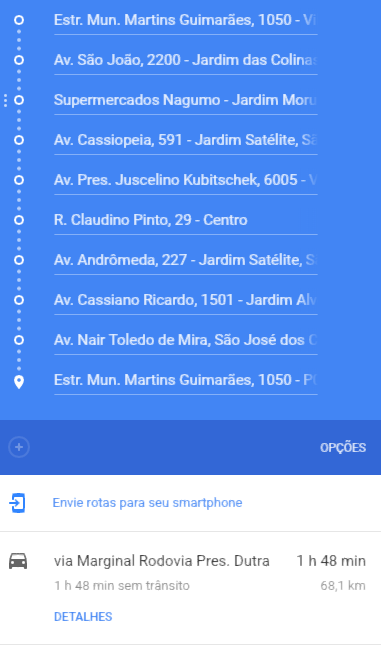 Estr. Mun. Martins Guimarães, 1050 -
Av. São João, 2200 - Jardim das Colinas
Supermercados Nagumo - Jardim Moru
Av. Cassiopeia, 591 - Jardim Satélite, Sã
Av. Pres. Juscelino Kubitschek, 6005 - V
R. Claudino Pinto, 29 - Centro
Av. Andrômeda, 227 - Jardim Satélite, S
Av. Cassiano Ricardo, 1501 - Jardim Alv
Av. Nair Toledo de Mira, São José dos C
Estr. Mun. Martins Guimarães, 1050 -
OPÇÕES
Envie rotas para seu smartphone
via Marginal Rodovia Pres. Dutra 1 h 48 min
1 h 48 min sem trânsito 68,1 km
DETALHES